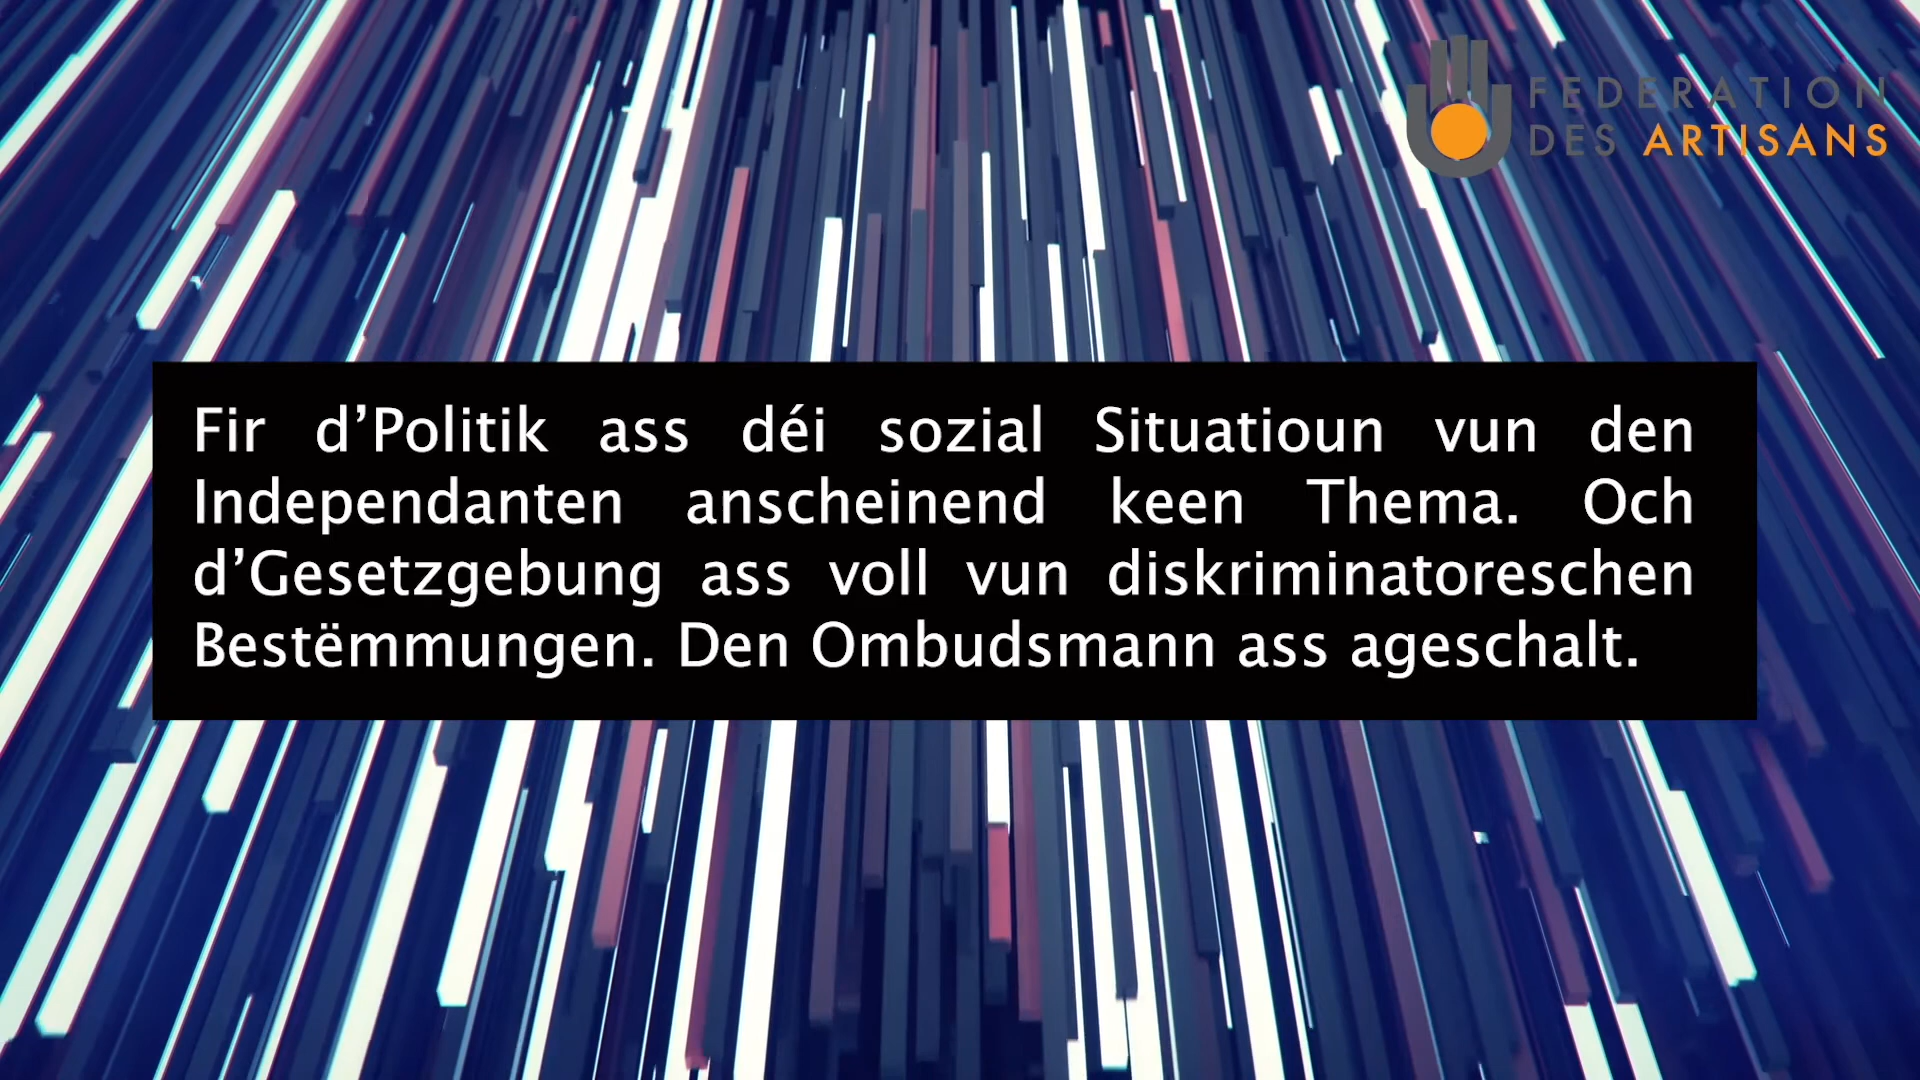 FEDERATION
DES ARTISANS
Fir d’Politik ass déi sozial Situatioun vun den
Independanten anscheinend keen Thema. Och
d’Gesetzgebung ass voll vun diskriminatoreschen
Bestëmmungen. Den Ombudsmann ass ageschalt.